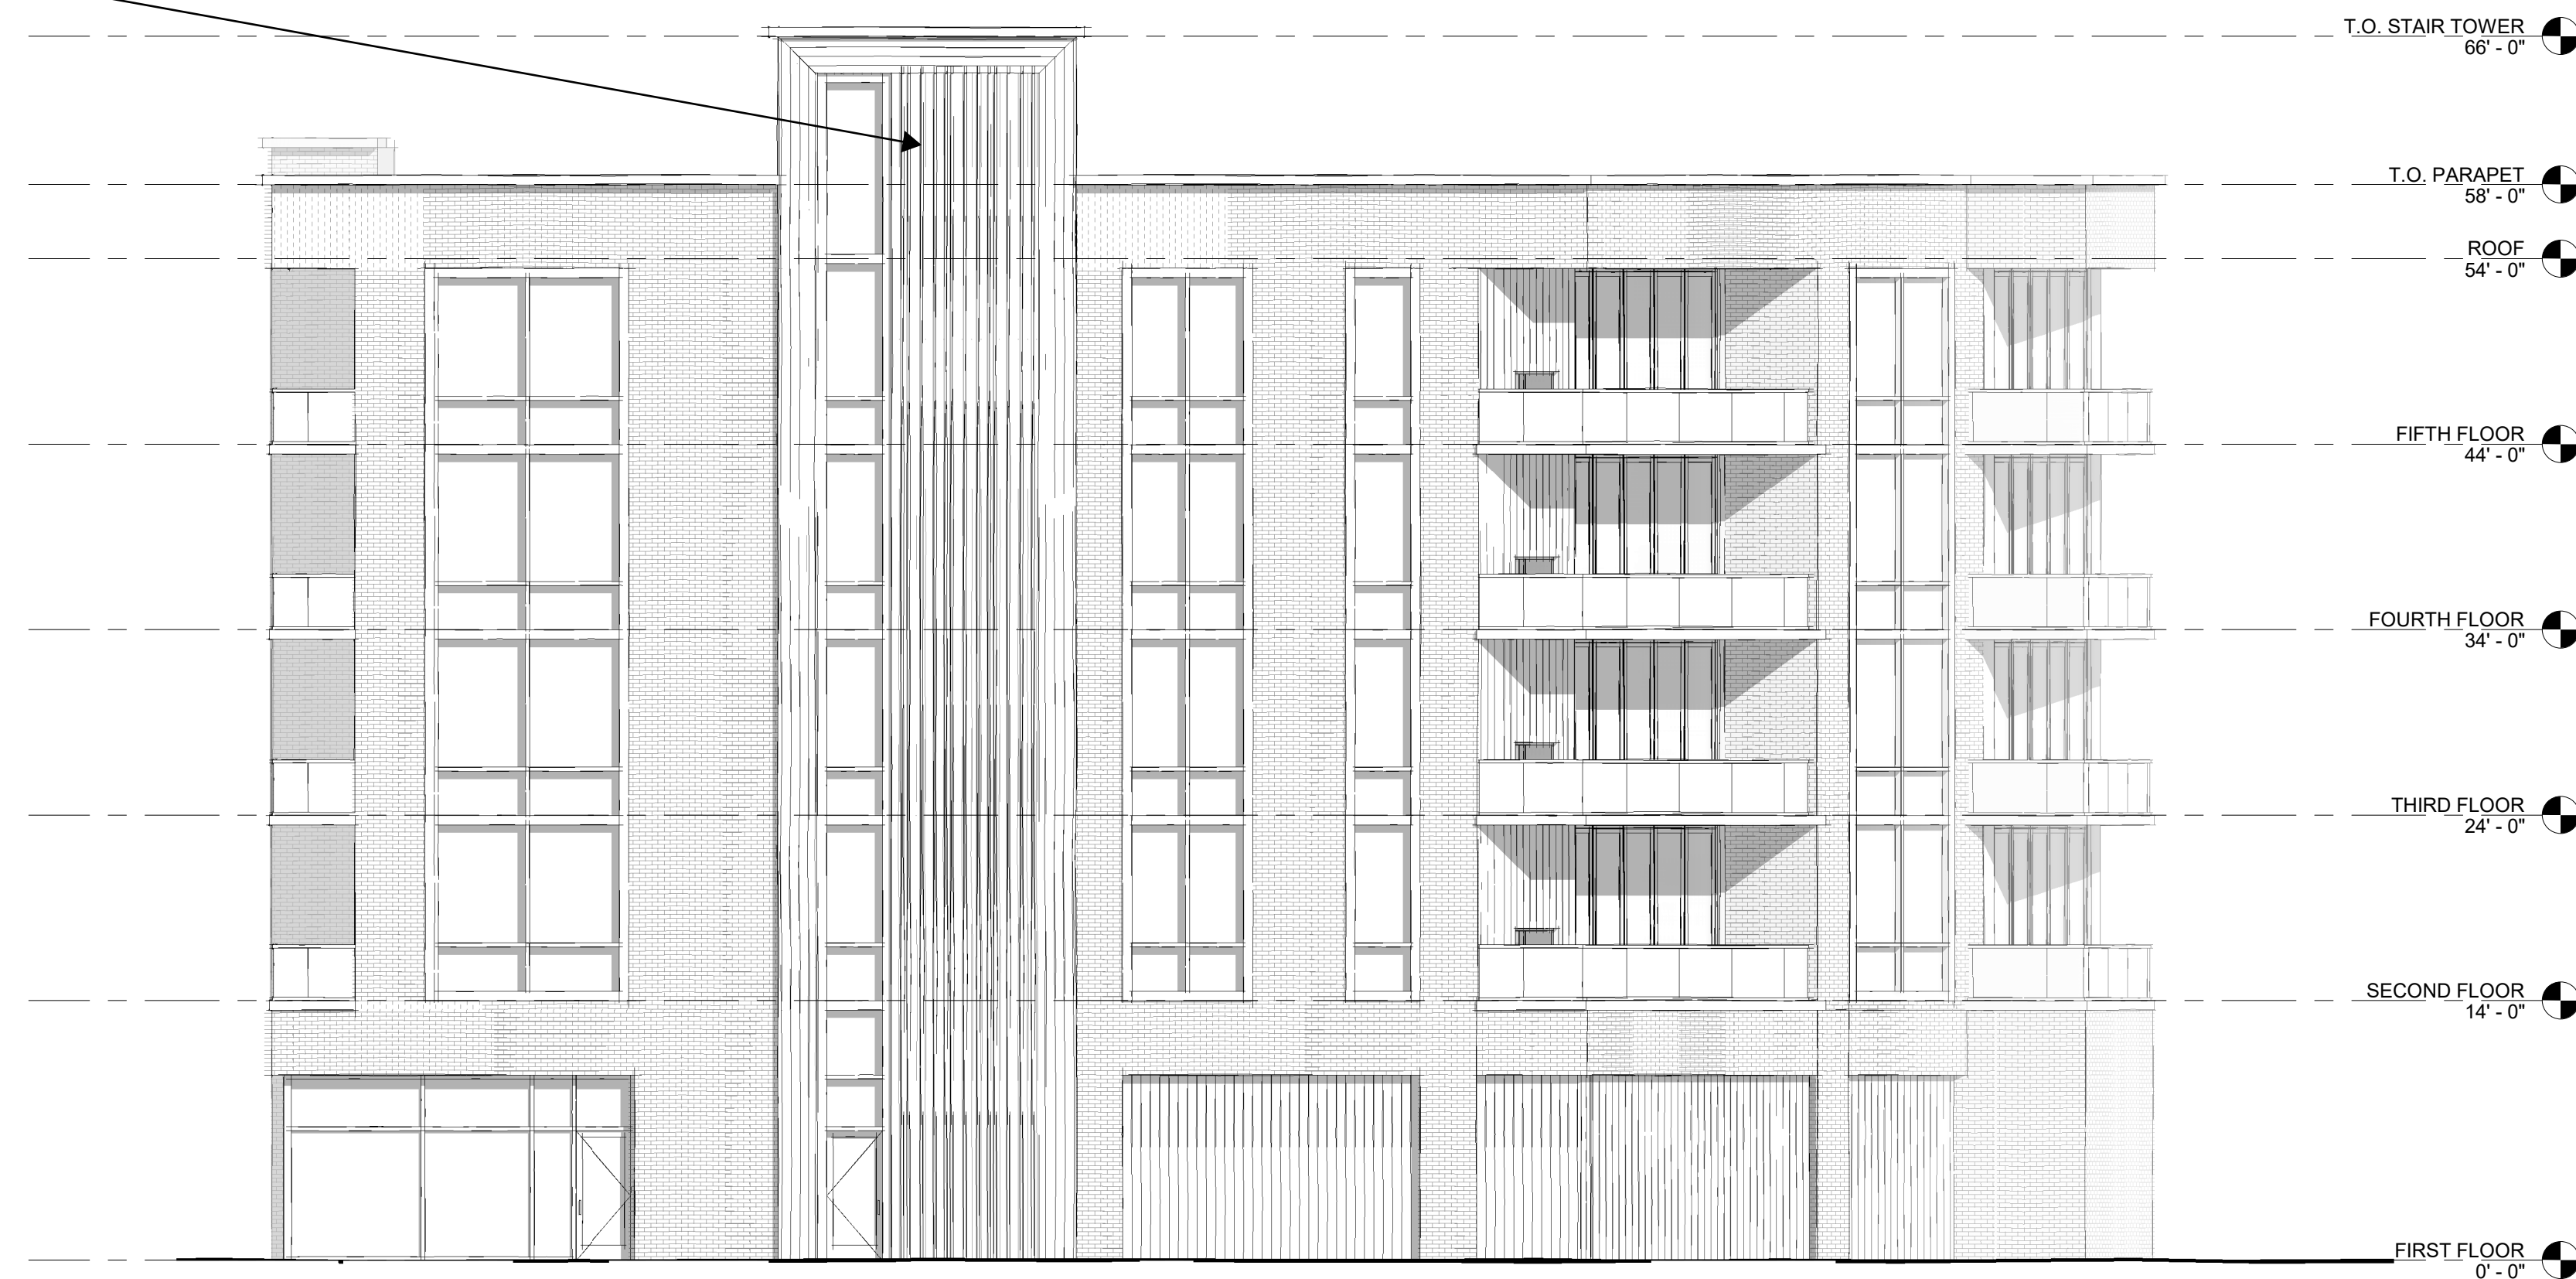 T.O. STAIR TOWER
66' - 0"
T.O. PARAPET
58' - 0"
ROOF
54' - 0"
FIFTH FLOOR
44' - 0"
FOURTH FLOOR
34' - 0"
THIRD FLOOR
24' - 0"
SECOND FLOOR
14' - 0"
FIRST FLOOR
0' - 0"